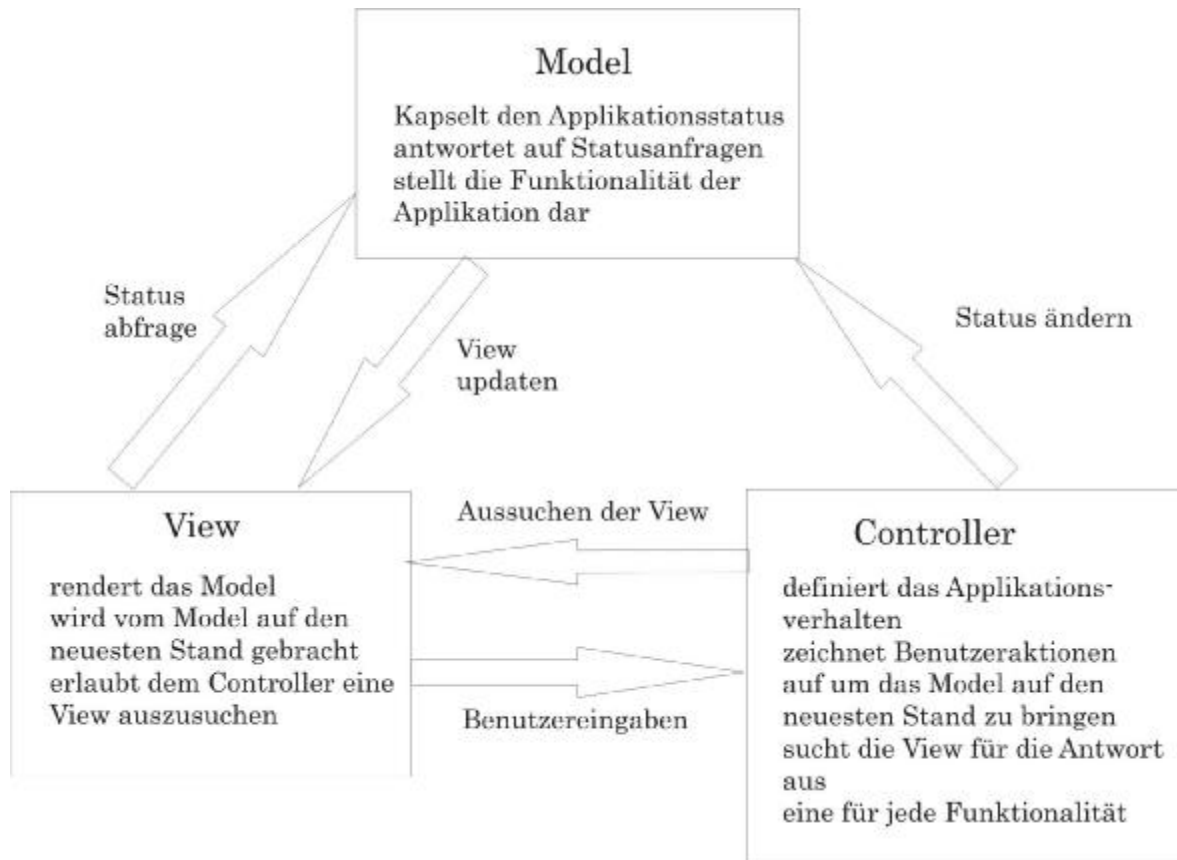 Model
Kapselt den Applikationsstatus
antwortet auf Statusanfragen
stellt die Funktionalität der
Applikation dar
Status
abfrage
View
updaten
Status ändern
View
rendert das Model
wird vom Model auf den
neuesten Stand gebracht
erlaubt dem Controller eine
View auszusuchen
Aussuchen der View
Benutzereingaben
Controller
definiert das Applikations-
verhalten
zeichnet Benutzeraktionen
auf um das Model auf den
neuesten Stand zu bringen
sucht die View für die Antwort
aus
eine für jede Funktionalität